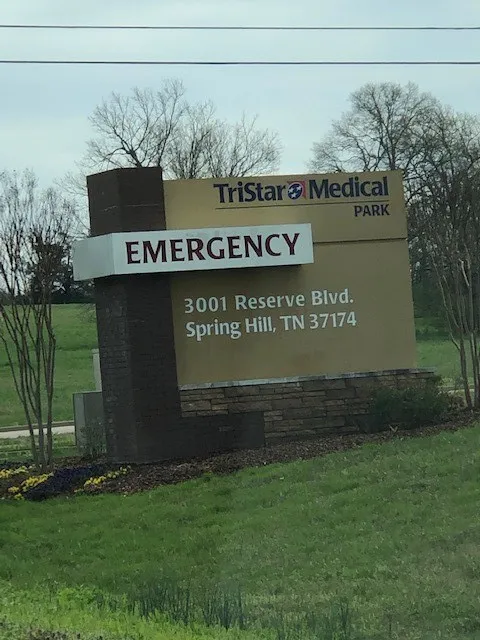 TriStar Medical
PARK
EMERGENCY
3001 Reserve Blvd.
Spring Hill, TN 37174